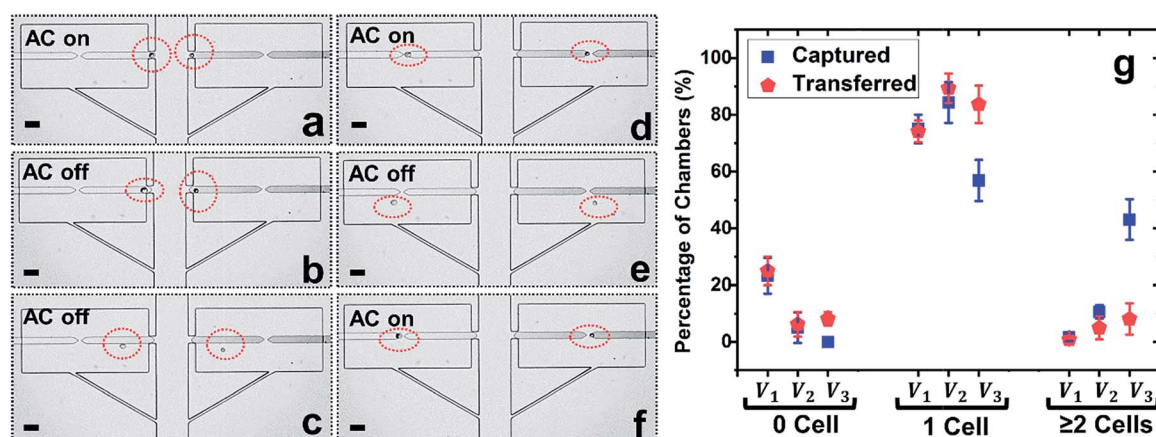 AC on
a
AC on
d
AC off
b
AC off
e
AC off
c
AC on
f
g
Captured
Transferred
Percentage of Chambers (%)
100
80
60
40
20
0
V₁ V₂ V₃ V₁ V₂ V₃ V₁ V₂ V₃
0 Cell 1 Cell ≥2 Cells